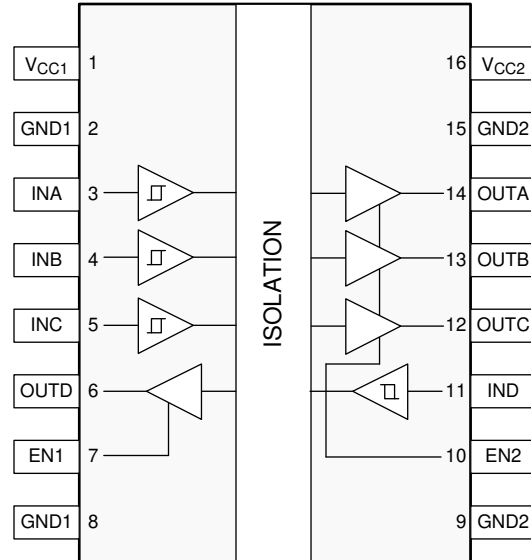 VCC1 1 16 VCC2
GND1 2 15 GND2
INA 3 14 OUTA
INB 4 13 OUTB
INC 5 12 OUTC
OUTD 6 11 IND
EN1 7 10 EN2
GND1 8 9 GND2
ISOLATION